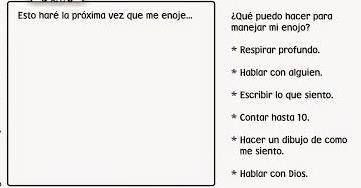 Esto haré la próxima vez que me enoje...
¿Qué puedo hacer para
manejar mi enojo?
* Respirar profundo.
* Hablar con alguien.
* Escribir lo que siento.
* Contar hasta 10.
* Hacer un dibujo de como
me siento.
* Hablar con Dios.